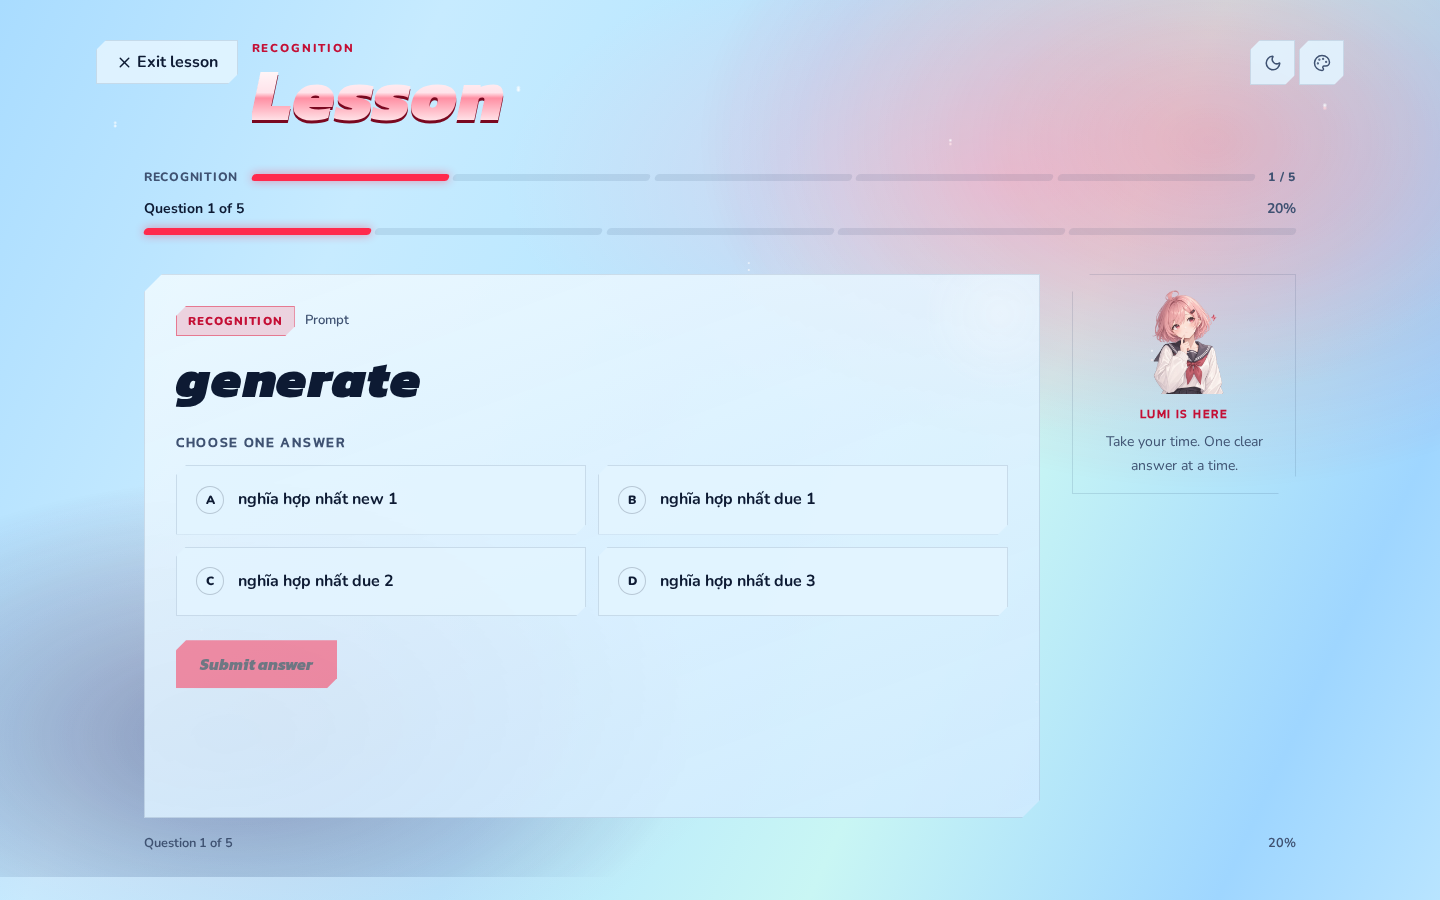 Exit lesson
RECOGNITION
Lesson
RECOGNITION
1 / 5
Question 1 of 5
20%
RECOGNITION
Prompt
generate
CHOOSE ONE ANSWER
A
nghĩa hợp nhất new 1
B
nghĩa hợp nhất due 1
C
nghĩa hợp nhất due 2
D
nghĩa hợp nhất due 3
Submit answer
LUMI IS HERE
Take your time. One clear
answer at a time.
Question 1 of 5
20%